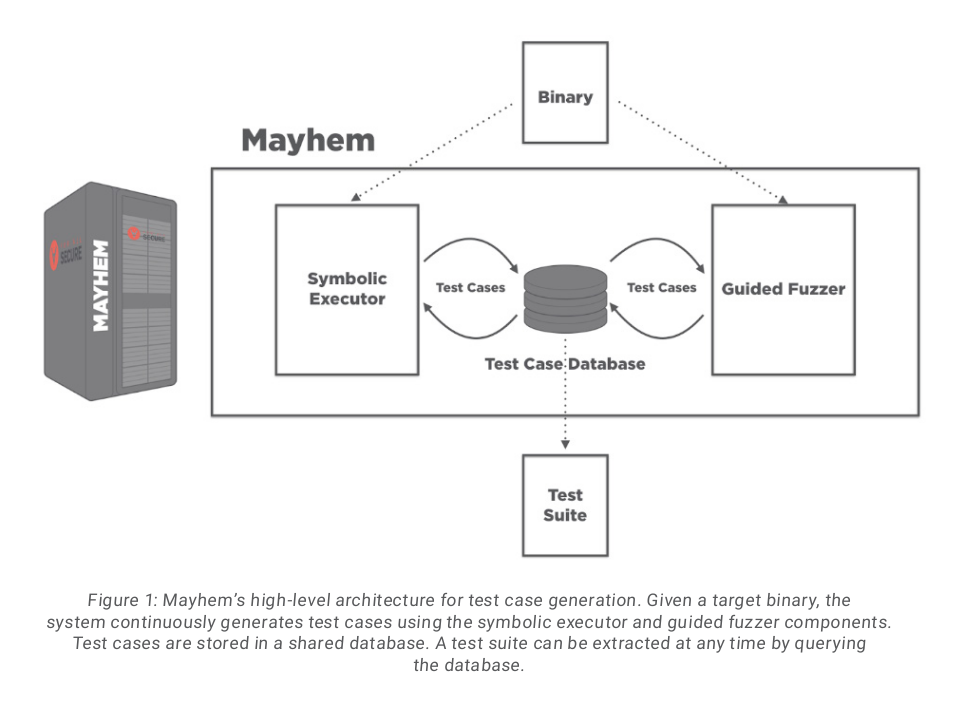 Binary
Mayhem
MAYHEM
SECURE
SECURE
Symbolic
Executor
Test Cases
Test Cases
Guided Fuzzer
Test Case Database
Test
Suite
Figure 1: Mayhem’s high-level architecture for test case generation. Given a target binary, the
system continuously generates test cases using the symbolic executor and guided fuzzer components.
Test cases are stored in a shared database. A test suite can be extracted at any time by querying
the database.